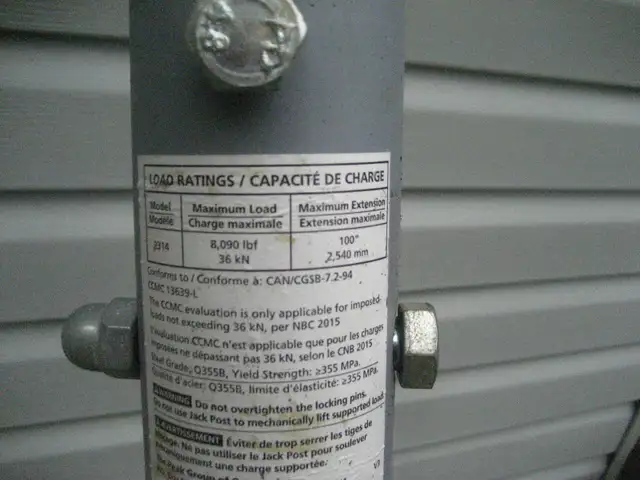 LOAD RATINGS / CAPACITÉ DE CHARGE
Model Maximum Load Maximum Extension
Modèle Charge maximale Extension maximale
2314 8,090 lbf 100"
36 kN 2,540 mm
Conforms to / Conforme à: CAN/CGSB-7.2-94
CCMC 13639-L
The CCMC evaluation is only applicable for imposed
loads not exceeding 36 kN, per NBC 2015
L'évaluation CCMC n'est applicable que pour les charges
imposées ne dépassant pas 36 kN, selon le CNB 2015
Steel Grade, Q355B, Yield Strength: ≥355 MPa.
Qualité d'acier: Q355B, limite d'élasticité: ≥355 MPa.
WARNING Do not overtighten the locking pins.
Do not use Jack Post to mechanically lift supported load.
AVERTISSEMENT Éviter de trop serrer les tiges de
Ne pas utiliser le Jack Post pour soulever
mécaniquement une charge supportée.
Peak Group of